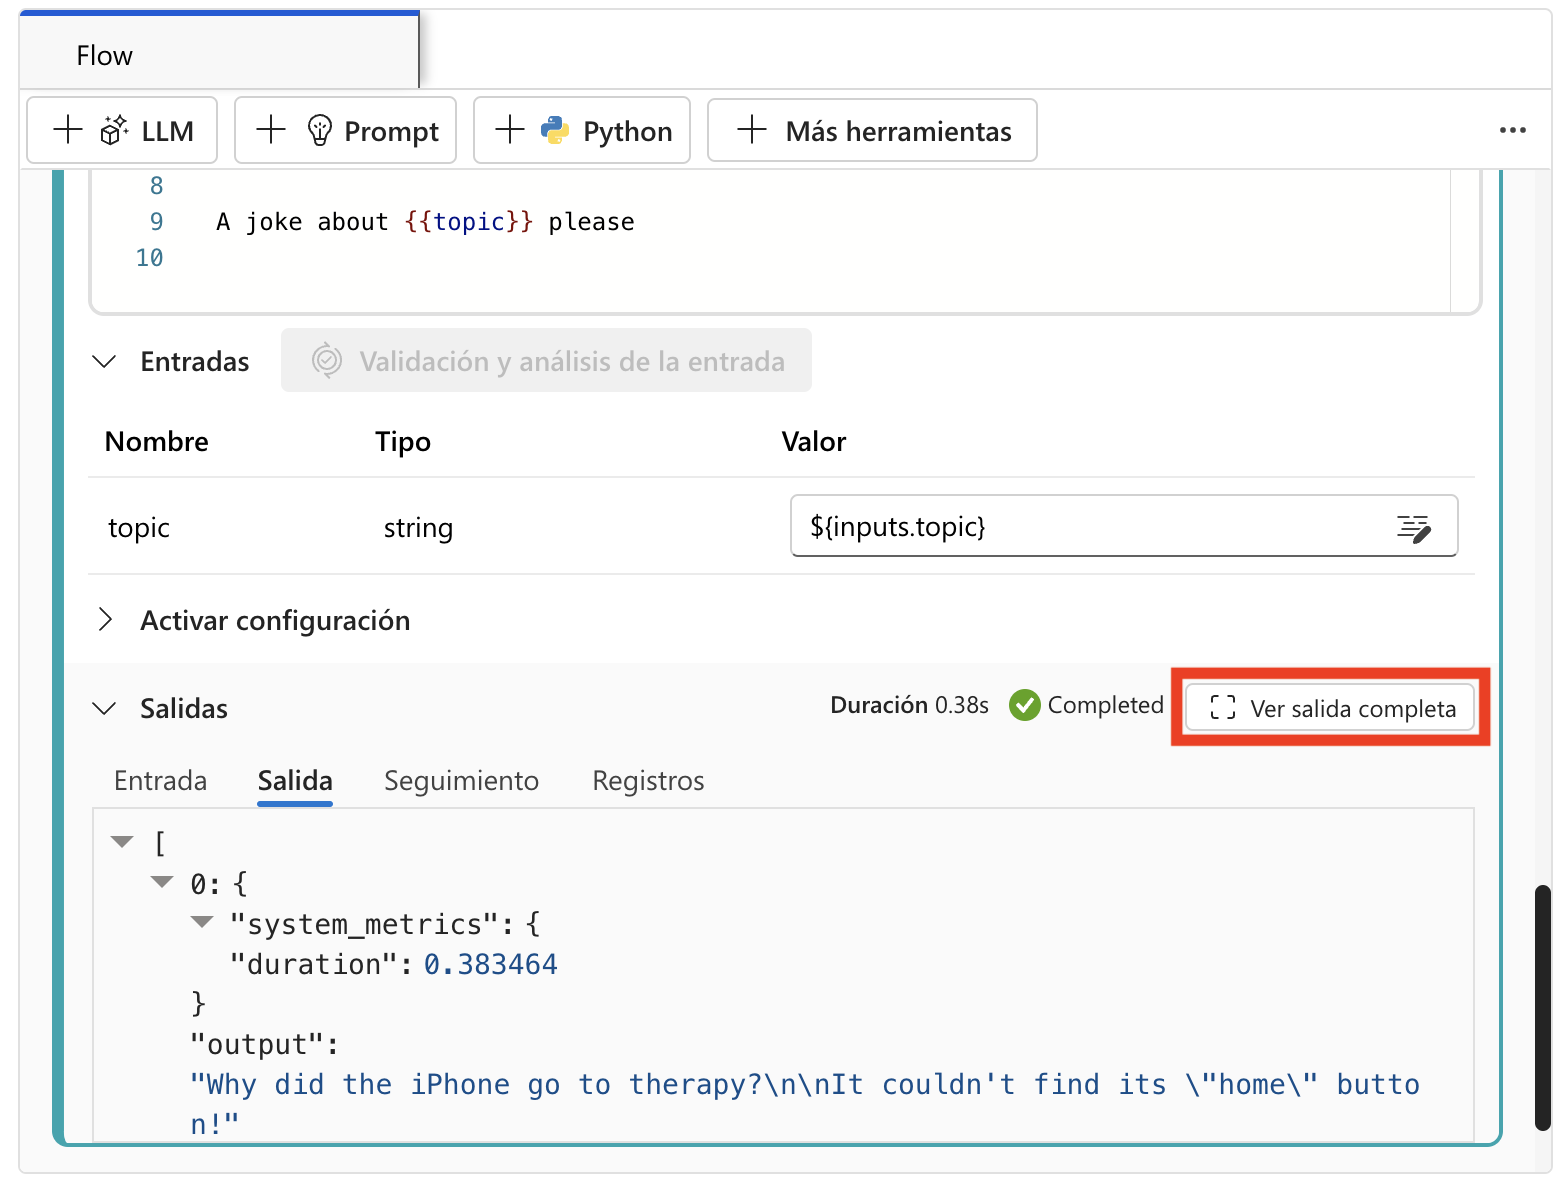 Flow
LLM
Prompt
Python
Más herramientas
8
9 A joke about {{topic}} please
10
Entradas
Validación y análisis de la entrada
Nombre Tipo Valor
topic string ${inputs.topic}
Activar configuración
Salidas
Duración 0.38s Completed Ver salida completa
Entrada Salida Seguimiento Registros
[
0: {
"system_metrics": {
"duration": 0.383464
}
"output":
"Why did the iPhone go to therapy?\n\nIt couldn't find its \"home\" butto
n!"